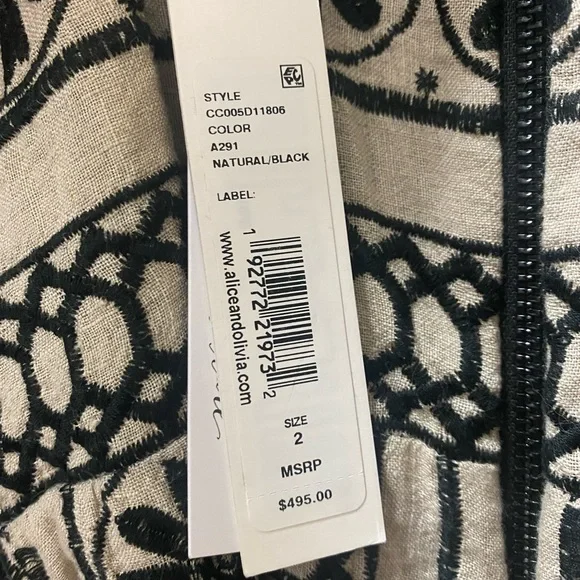 EC
STYLE
CC005D11806
COLOR
A291
NATURAL/BLACK
LABEL:
www.aliceandolivia.com
1 92772 21973 2
SIZE
2
MSRP
$495.00